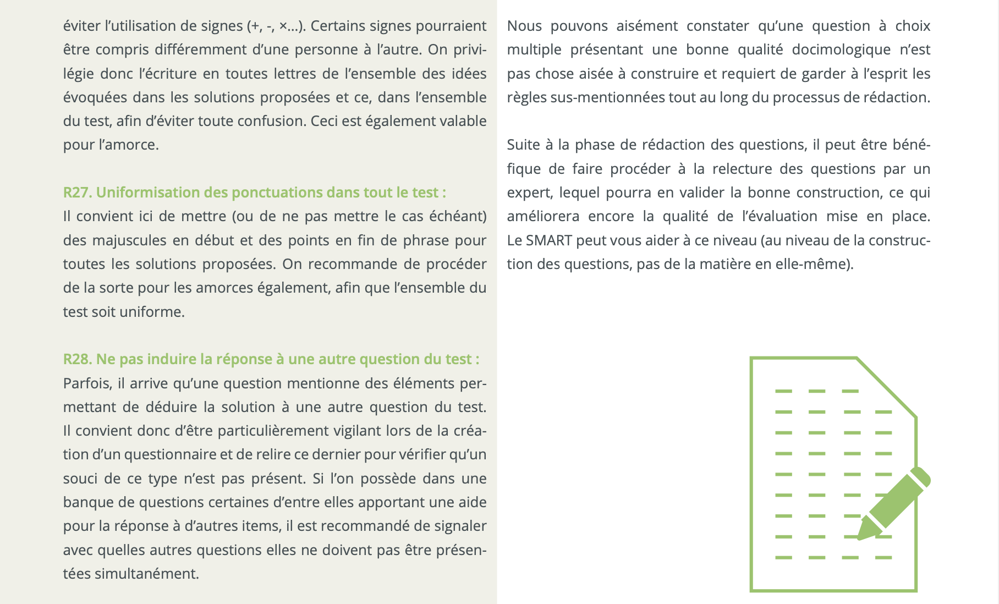 éviter l’utilisation de signes (+, -, ×...). Certains signes pourraient
être compris différemment d’une personne à l’autre. On privi-
légie donc l’écriture en toutes lettres de l’ensemble des idées
évoquées dans les solutions proposées et ce, dans l’ensemble
du test, afin d’éviter toute confusion. Ceci est également valable
pour l’amorce.
R27. Uniformisation des ponctuations dans tout le test :
Il convient ici de mettre (ou de ne pas mettre le cas échéant)
des majuscules en début et des points en fin de phrase pour
toutes les solutions proposées. On recommande de procéder
de la sorte pour les amorces également, afin que l’ensemble du
test soit uniforme.
R28. Ne pas induire la réponse à une autre question du test :
Parfois, il arrive qu’une question mentionne des éléments per-
mettant de déduire la solution à une autre question du test.
Il convient donc d’être particulièrement vigilant lors de la créa-
tion d’un questionnaire et de relire ce dernier pour vérifier qu’un
souci de ce type n’est pas présent. Si l’on possède dans une
banque de questions certaines d’entre elles apportant une aide
pour la réponse à d’autres items, il est recommandé de signaler
avec quelles autres questions elles ne doivent pas être présen-
tées simultanément.
Nous pouvons aisément constater qu’une question à choix
multiple présentant une bonne qualité docimologique n’est
pas chose aisée à construire et requiert de garder à l’esprit les
règles sus-mentionnées tout au long du processus de rédaction.
Suite à la phase de rédaction des questions, il peut être béné-
fique de faire procéder à la relecture des questions par un
expert, lequel pourra en valider la bonne construction, ce qui
améliorera encore la qualité de l’évaluation mise en place.
Le SMART peut vous aider à ce niveau (au niveau de la construc-
tion des questions, pas de la matière en elle-même).